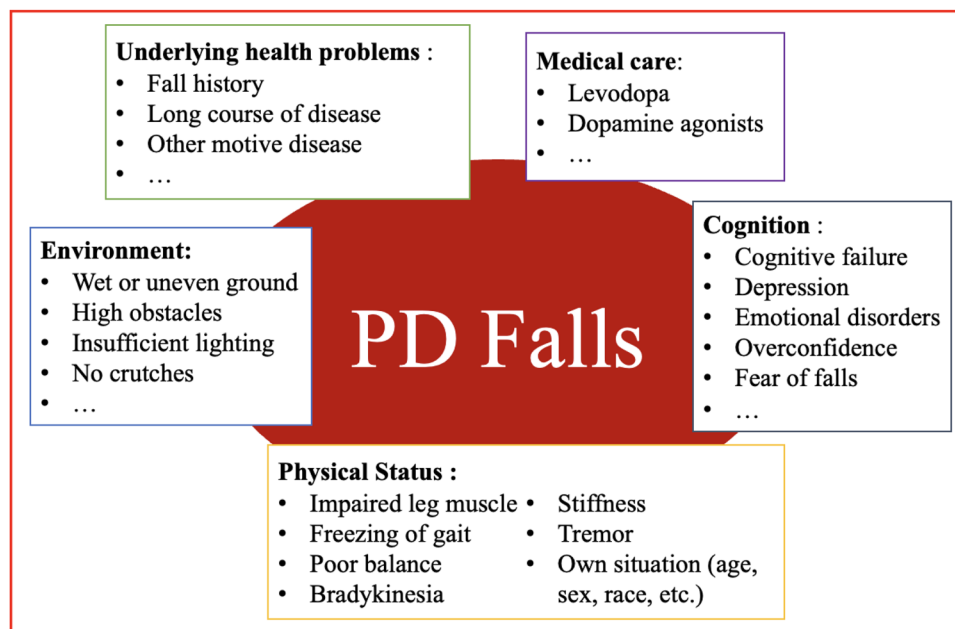 Underlying health problems :
• Fall history
• Long course of disease
• Other motive disease
• …
Medical care:
• Levodopa
• Dopamine agonists
• …
Environment:
• Wet or uneven ground
• High obstacles
• Insufficient lighting
• No crutches
• …
PD Falls
Cognition :
• Cognitive failure
• Depression
• Emotional disorders
• Overconfidence
• Fear of falls
• …
Physical Status :
• Impaired leg muscle
• Freezing of gait
• Poor balance
• Bradykinesia
• Stiffness
• Tremor
• Own situation (age,
sex, race, etc.)